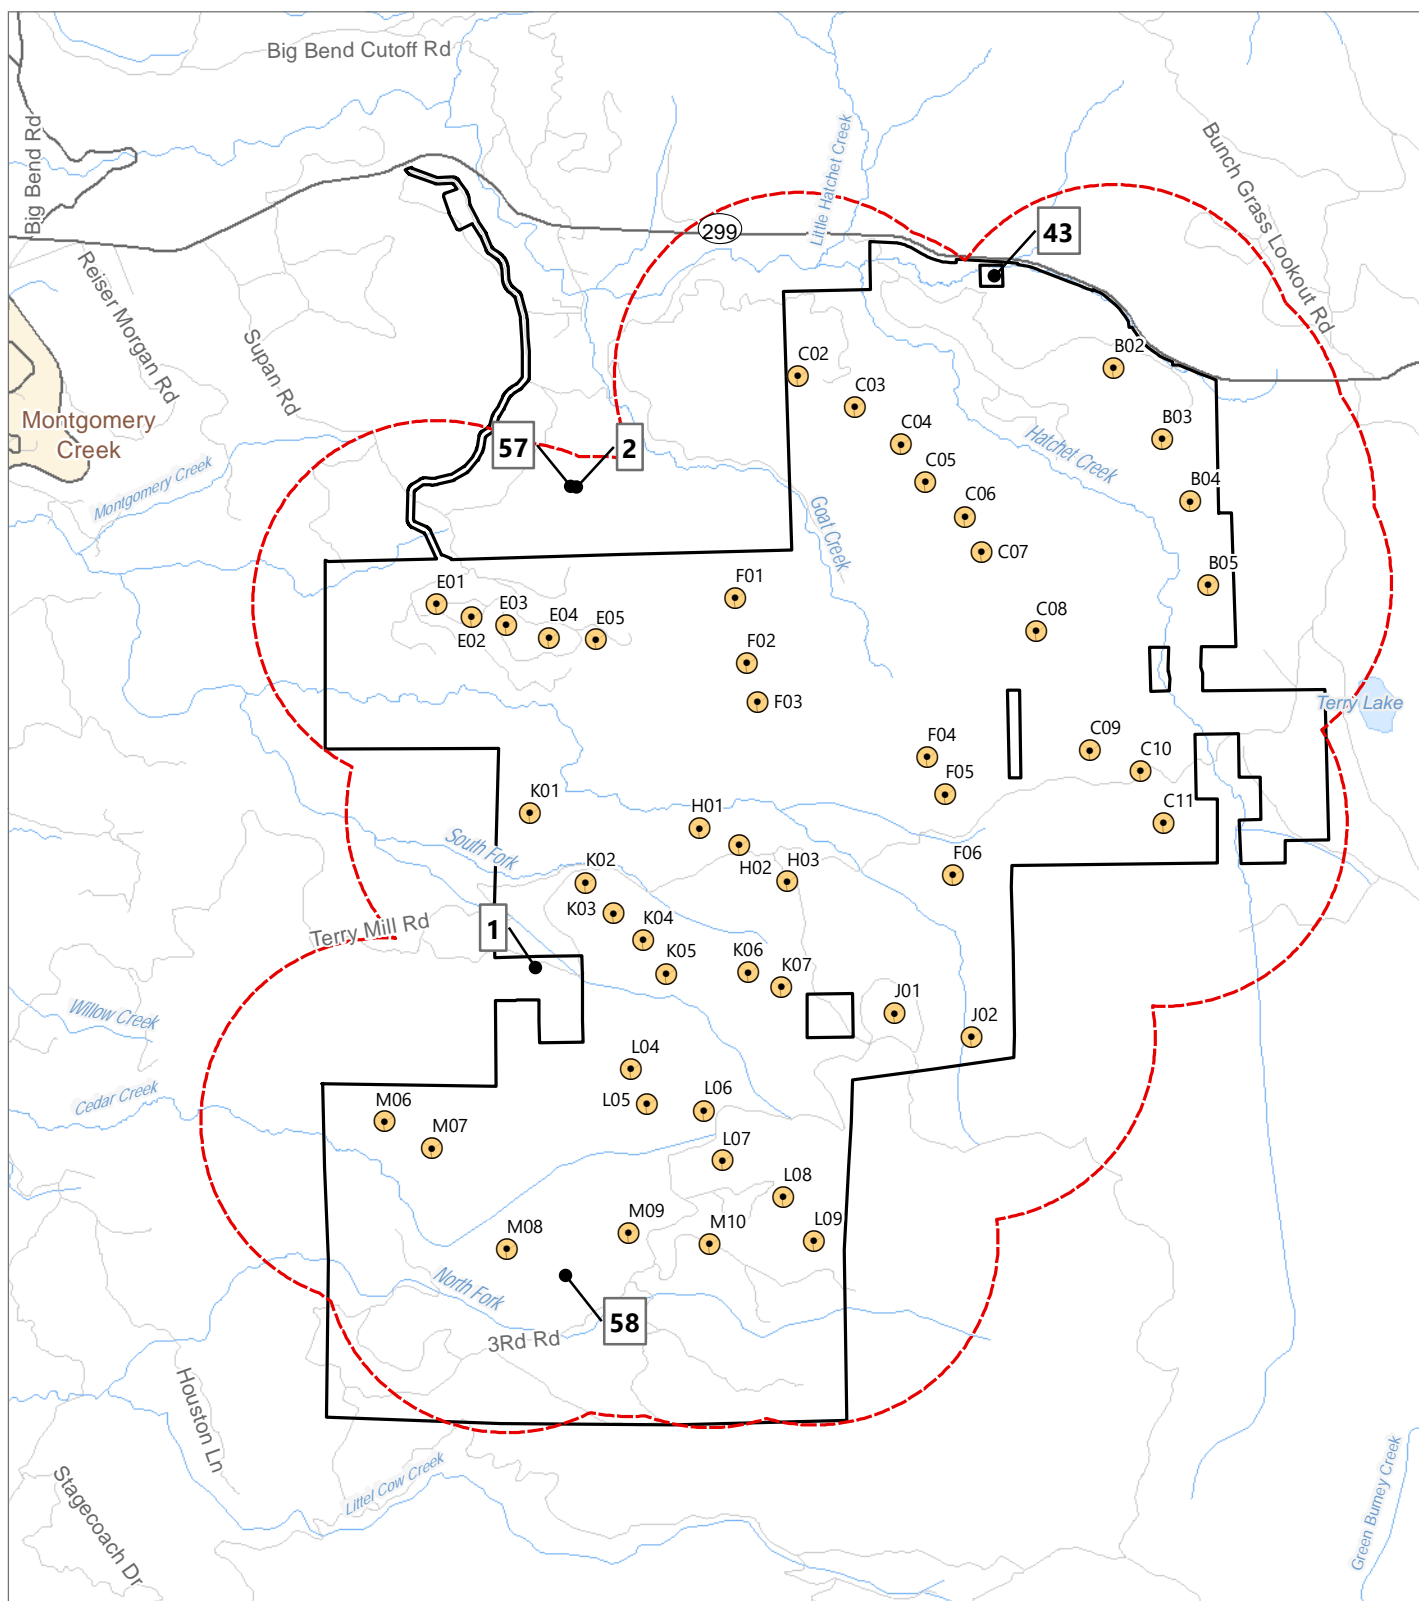 Big Bend Cutoff Rd
Big Bend Rd
Little Hatchet Creek
Bunch Grass Lookout Rd
299
43
Reiser Morgan Rd
Supan Rd
C02
B02
C03
Montgomery
Creek
57
2
C04
B03
Hatchet Creek
Montgomery Creek
C05
B04
C06
Goat Creek
C07
B05
E01
F01
E03
E04
E05
C08
E02
F02
F03
Terry Lake
F04
C09
C10
F05
K01
H01
C11
South Fork
H02
H03
F06
K02
K03
1
Terry Mill Rd
K04
K05
K06
K07
J01
Willow Creek
J02
L04
Cedar Creek
M06
L05
L06
M07
L07
L08
M08
M09
M10
L09
North Fork
58
3Rd Rd
Houston Ln
Stagecoach Dr
Littel Cow Creek
Green Burney Creek